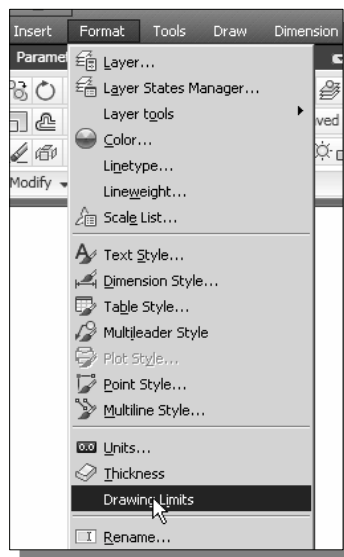 Insert Format Tools Draw Dimension
Layer...
Layer States Manager...
Layer tools
Color...
Linetype...
Lineweight...
Modify
Scale List...
Text Style...
Dimension Style...
Table Style...
Multileader Style
Plot Style...
Point Style...
Multiline Style...
0.0 Units...
Thickness
Drawing Limits
Rename...